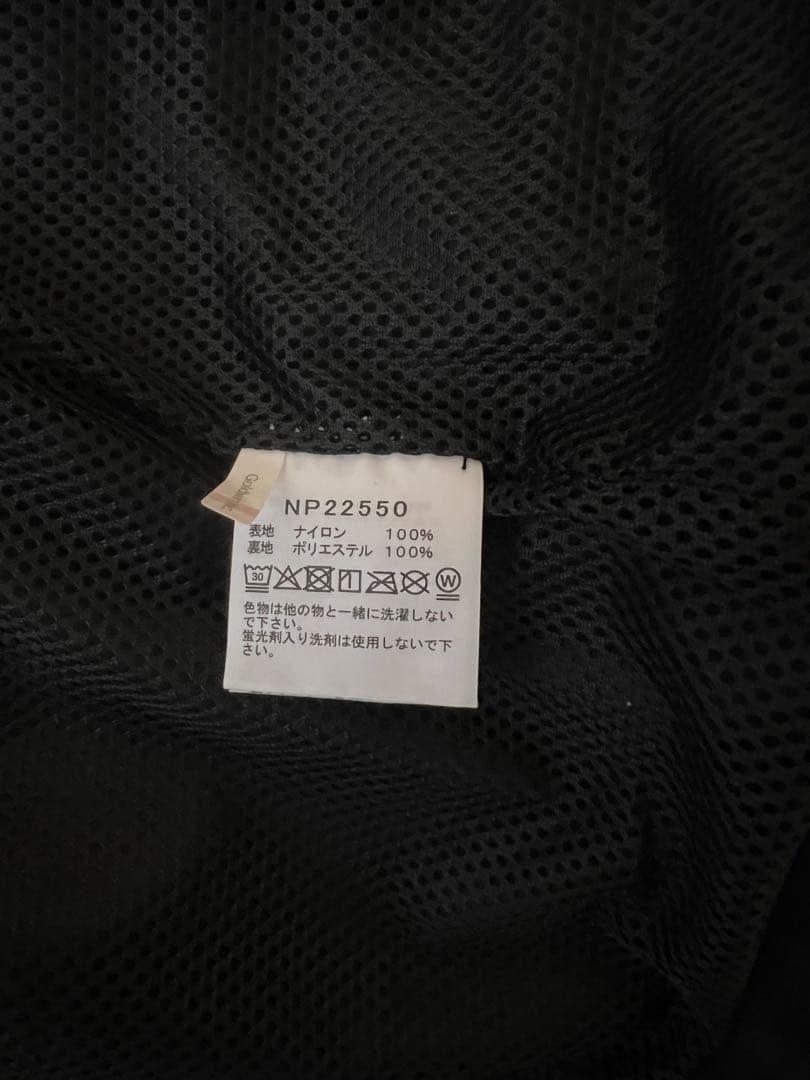 NP22550
表地 ナイロン 100%
裏地 ポリエステル 100%
30 W
色物は他の物と一緒に洗濯しない
で下さい。
蛍光剤入り洗剤は使用しないで下
さい。